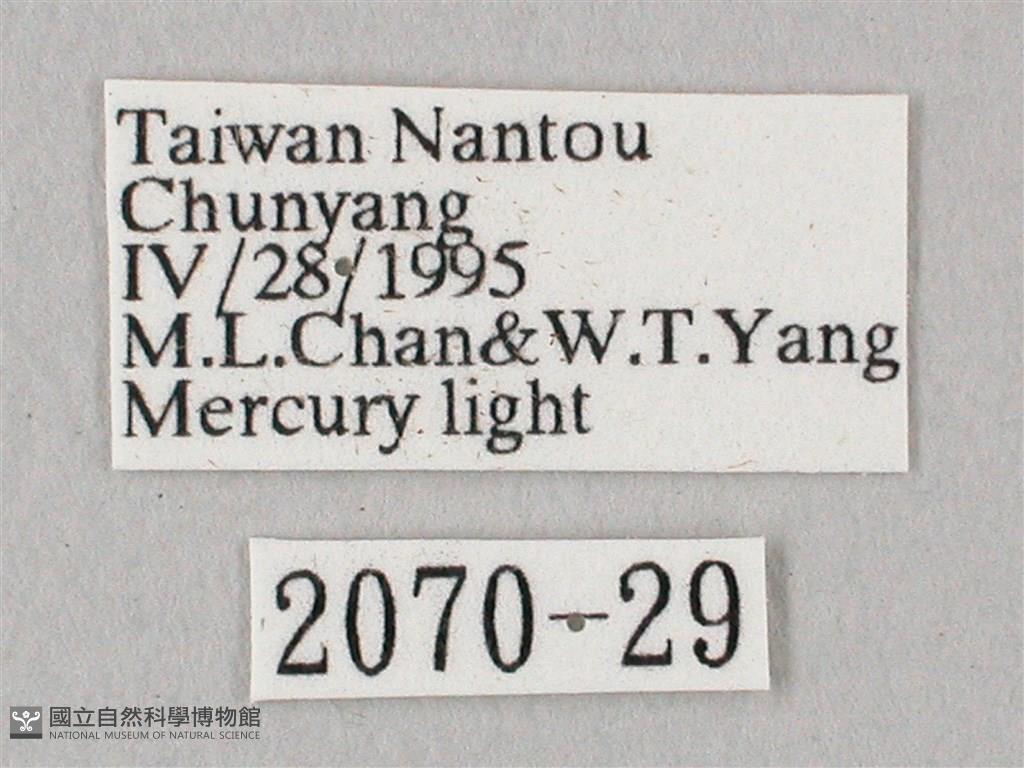 Taiwan Nantou
Chunyang
IV/28/1995
M.L.Chan&W.T.Yang
Mercury light
2070-29
國立自然科學博物館
NATIONAL MUSEUM OF NATURAL SCIENCE